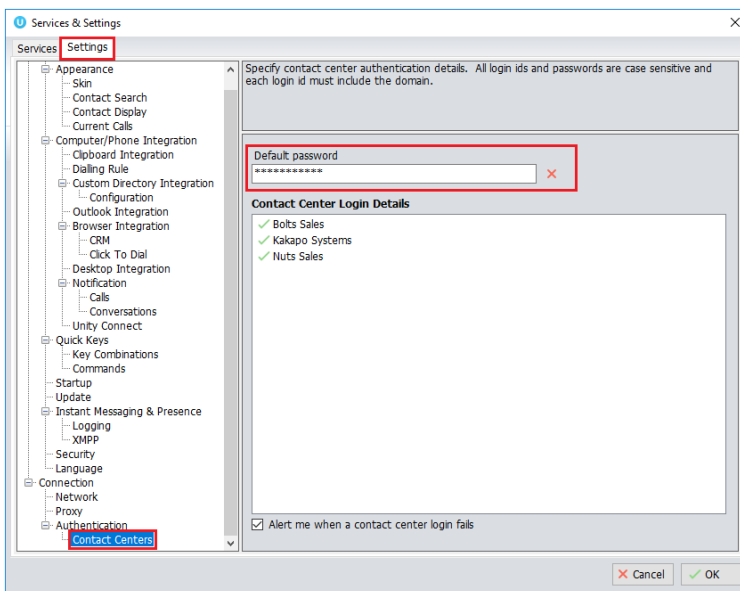 Services & Settings
Services Settings
Appearance
Skin
Contact Search
Contact Display
Current Calls
Computer/Phone Integration
Clipboard Integration
Dialing Rule
Custom Directory Integration
Configuration
Outlook Integration
Browser Integration
CRM
Click To Dial
Desktop Integration
Notification
Calls
Conversations
Unity Connect
Quick Keys
Key Combinations
Commands
Startup
Update
Instant Messaging & Presence
Logging
XMPP
Security
Language
Connection
Network
Proxy
Authentication
Contact Centers
Specify contact center authentication details. All login ids and passwords are case sensitive and
each login id must include the domain.
Default password
***********
Contact Center Login Details
Bolts Sales
Kakapo Systems
Nuts Sales
Alert me when a contact center login fails
Cancel OK